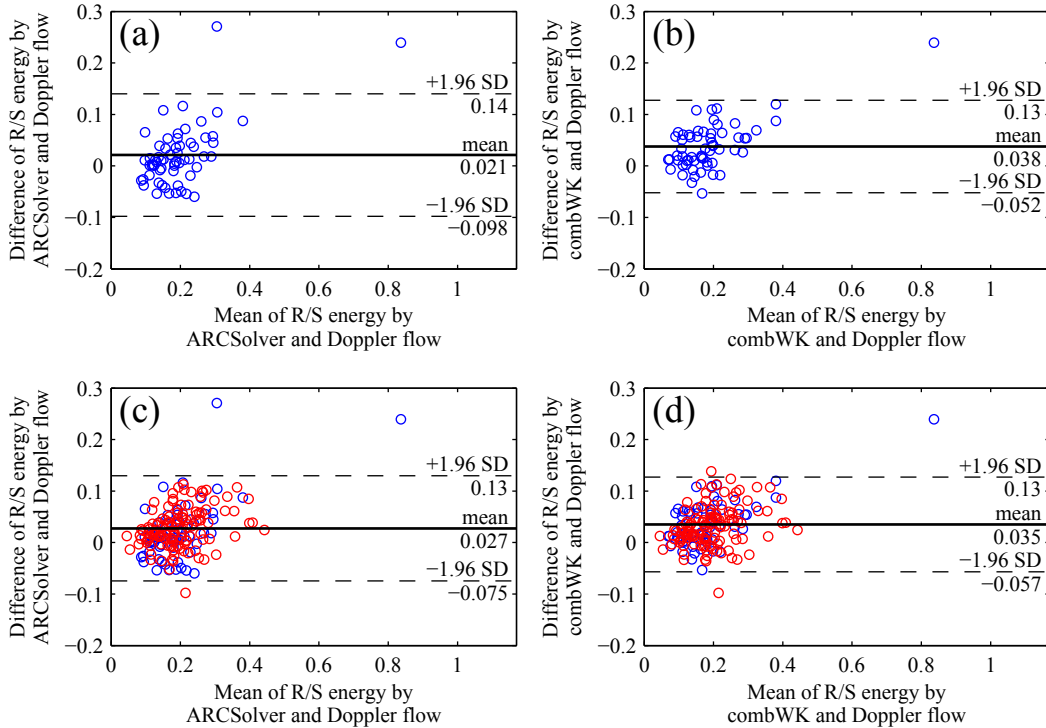 (a)
Difference of R/S energy by
ARCSolver and Doppler flow
0.3
0.2
0.1
0
−0.1
−0.2
+1.96 SD
0.14
mean
0.021
−1.96 SD
−0.098
0 0.2 0.4 0.6 0.8 1
Mean of R/S energy by
ARCSolver and Doppler flow
(b)
Difference of R/S energy by
combWK and Doppler flow
0.3
0.2
0.1
0
−0.1
−0.2
+1.96 SD
0.13
mean
0.038
−1.96 SD
−0.052
0 0.2 0.4 0.6 0.8 1
Mean of R/S energy by
combWK and Doppler flow
(c)
Difference of R/S energy by
ARCSolver and Doppler flow
0.3
0.2
0.1
0
−0.1
−0.2
+1.96 SD
0.13
mean
0.027
−1.96 SD
−0.075
0 0.2 0.4 0.6 0.8 1
Mean of R/S energy by
ARCSolver and Doppler flow
(d)
Difference of R/S energy by
combWK and Doppler flow
0.3
0.2
0.1
0
−0.1
−0.2
+1.96 SD
0.13
mean
0.035
−1.96 SD
−0.057
0 0.2 0.4 0.6 0.8 1
Mean of R/S energy by
combWK and Doppler flow